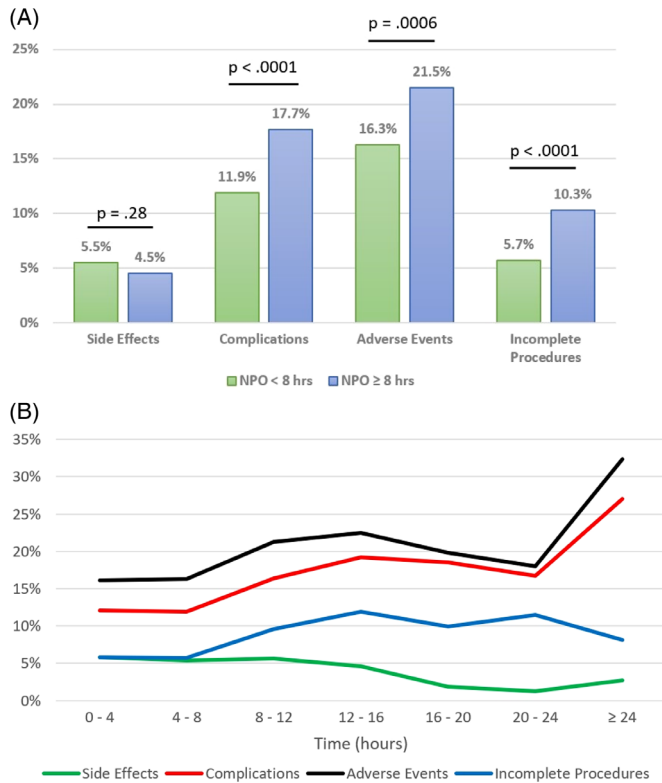 (A)
p = .0006
25%
p < .0001
21.5%
20%
17.7%
16.3%
p < .0001
15%
11.9%
10.3%
10%
p = .28
5.5%
4.5%
5.7%
5%
0%
Side Effects
Complications
Adverse Events
Incomplete
Procedures
NPO < 8 hrs
NPO ≥ 8 hrs
(B)
35%
30%
25%
20%
15%
10%
5%
0%
0 - 4
4 - 8
8 - 12
12 - 16
16 - 20
20 - 24
≥ 24
Time (hours)
Side Effects
Complications
Adverse Events
Incomplete Procedures